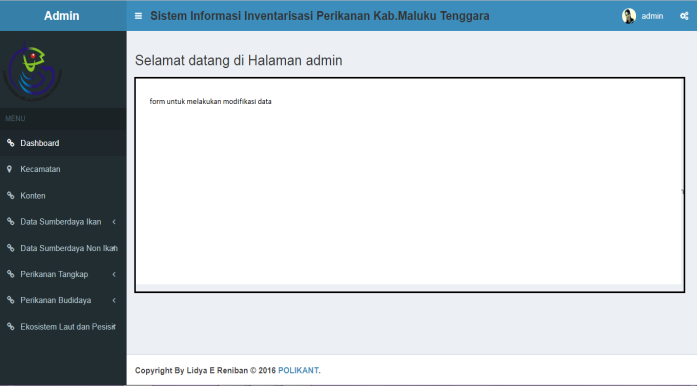 Admin
Sistem Informasi Inventarisasi Perikanan Kab.Maluku Tenggara
admin
Selamat datang di Halaman admin
form untuk melakukan modifikasi data
MENU
Dashboard
Kecamatan
Konten
Data Sumberdaya Ikan
Data Sumberdaya Non Ikan
Perikanan Tangkap
Perikanan Budidaya
Ekosistem Laut dan Pesisir
Copyright By Lidya E Reniban © 2016 POLIKANT.